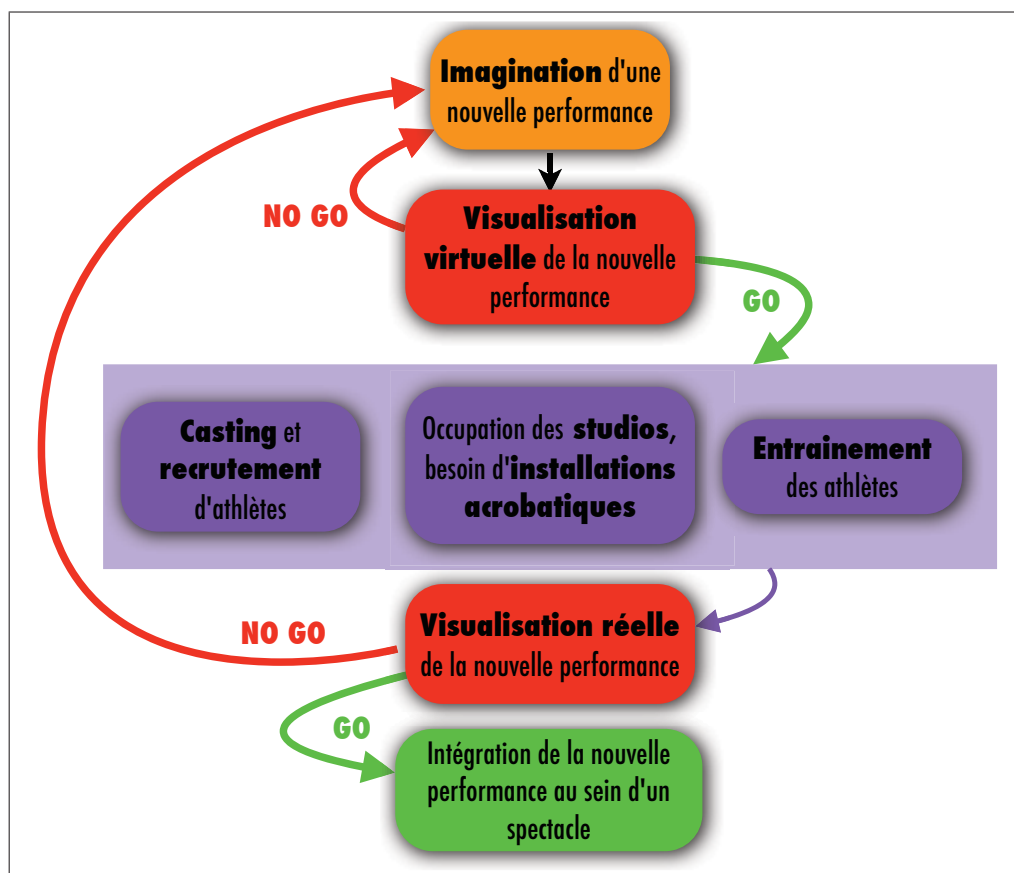 Imagination d'une
nouvelle performance
NO GO
Visualisation
virtuelle de la nouvelle
performance
GO
Casting et
recrutement
d'athlètes
Occupation des studios,
besoin d'installations
acrobatiques
Entrainement
des athlètes
NO GO
Visualisation réelle
de la nouvelle performance
GO
Intégration de la nouvelle
performance au sein d'un
spectacle